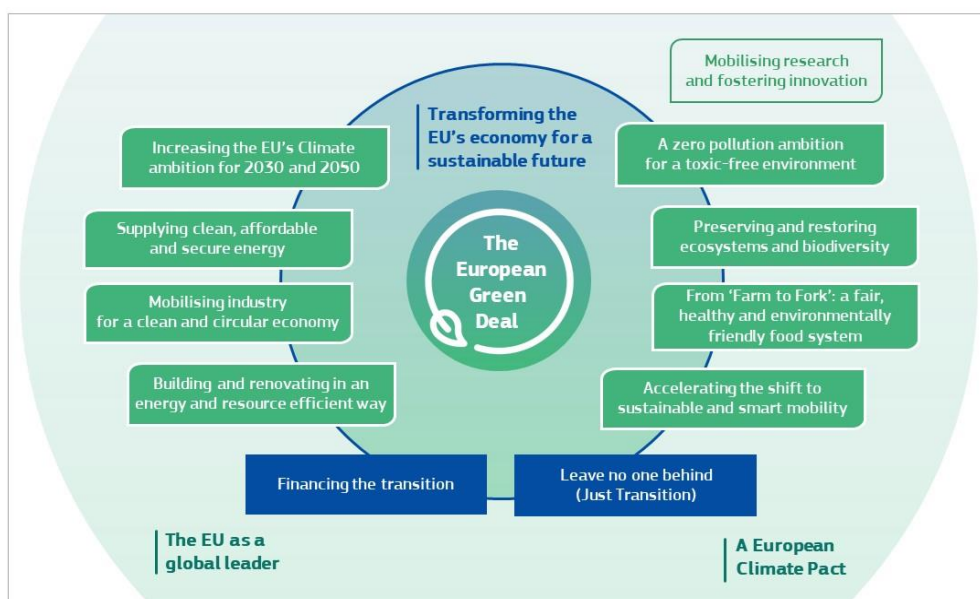 Mobilising research
and fostering innovation
Transforming the
EU's economy for a
sustainable future
Increasing the EU's Climate
ambition for 2030 and 2050
A zero pollution ambition
for a toxic-free environment
Supplying clean, affordable
and secure energy
Preserving and restoring
ecosystems and biodiversity
The
European
Green
Deal
Mobilising industry
for a clean and circular economy
From ‘Farm to Fork’: a fair,
healthy and environmentally
friendly food system
Building and renovating in an
energy and resource efficient way
Accelerating the shift to
sustainable and smart mobility
Financing the transition
Leave no one behind
(Just Transition)
The EU as a
global leader
A European
Climate Pact